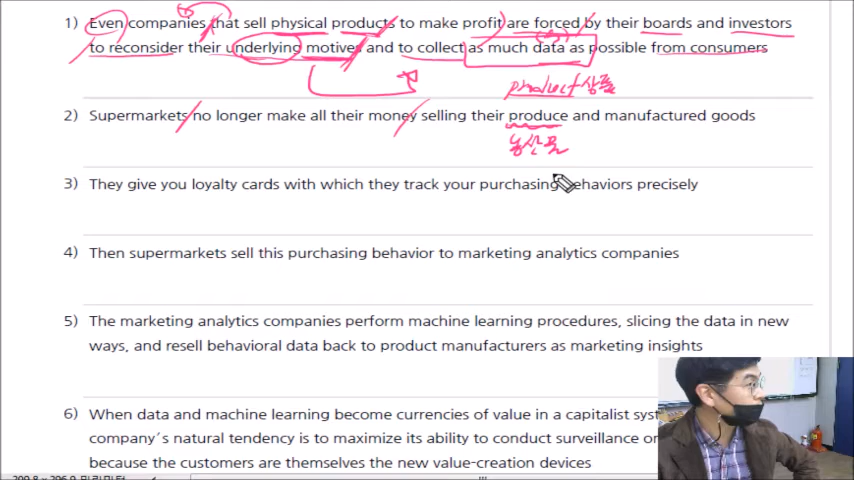 1) Even companies that sell physical products to make profit are forced by their boards and investors
to reconsider their underlying motives and to collect as much data as possible from consumers
product 상품
2) Supermarkets no longer make all their money selling their produce and manufactured goods
농산물
3) They give you loyalty cards with which they track your purchasing behaviors precisely
4) Then supermarkets sell this purchasing behavior to marketing analytics companies
5) The marketing analytics companies perform machine learning procedures, slicing the data in new
ways, and resell behavioral data back to product manufacturers as marketing insights
6) When data and machine learning become currencies of value in a capitalist
company´s natural tendency is to maximize its ability to conduct surveillance
because the customers are themselves the new value-creation devices